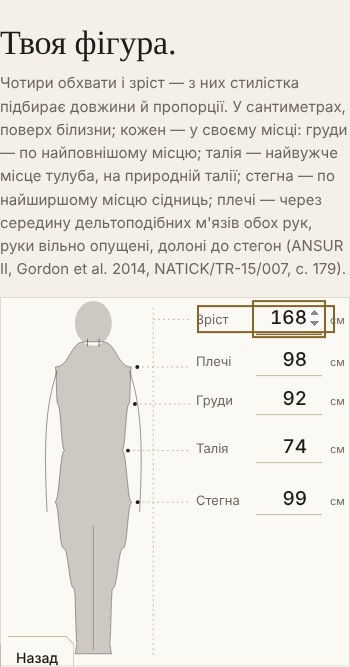 Твоя фігура.
Чотири обхвати і зріст — з них стилістка
підбирає довжини й пропорції. У сантиметрах,
поверх білизни; кожен — у своєму місці: груди
— по найповнішому місцю; талія — найвужче
місце тулуба, на природній талії; стегна — по
найширшому місцю сідниць; плечі — через
середину дельтоподібних м'язів обох рук,
руки вільно опущені, долоні до стегон (ANSUR
II, Gordon et al. 2014, NATICK/TR-15/007, с. 179).
Зріст 168 см
Плечі 98 см
Груди 92 см
Талія 74 см
Стегна 99 см
Назад